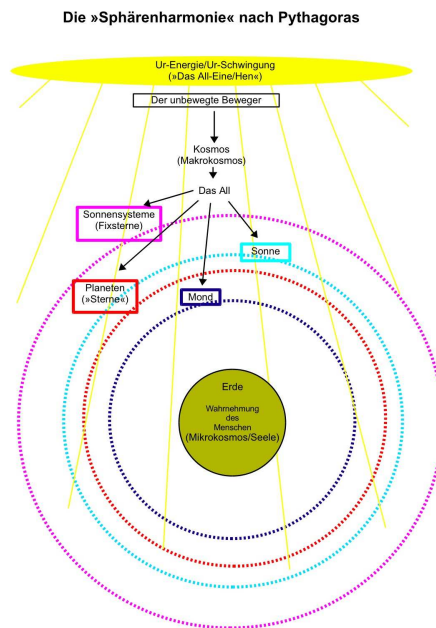 Die »Sphärenharmonie« nach Pythagoras
Ur-Energie/Ur-Schwingung
(»Das All-Eine/Hen«)
Der unbewegte Beweger
Kosmos
(Makrokosmos)
Das All
Sonnensysteme
(Fixsterne)
Sonne
Planeten
(»Sterne«)
Mond
Erde
Wahrnehmung
des
Menschen
(Mikrokosmos/Seele)